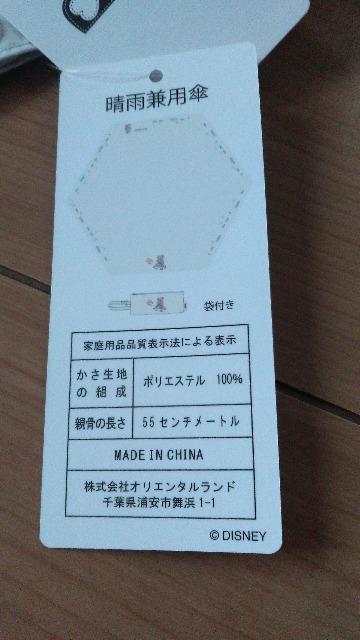 晴雨兼用傘
袋付き
家庭用品品質表示法による表示
かさ生地
の組成
ポリエステル 100%
親骨の長さ
55センチメートル
MADE IN CHINA
株式会社オリエンタルランド
千葉県浦安市舞浜1-1
© DISNEY